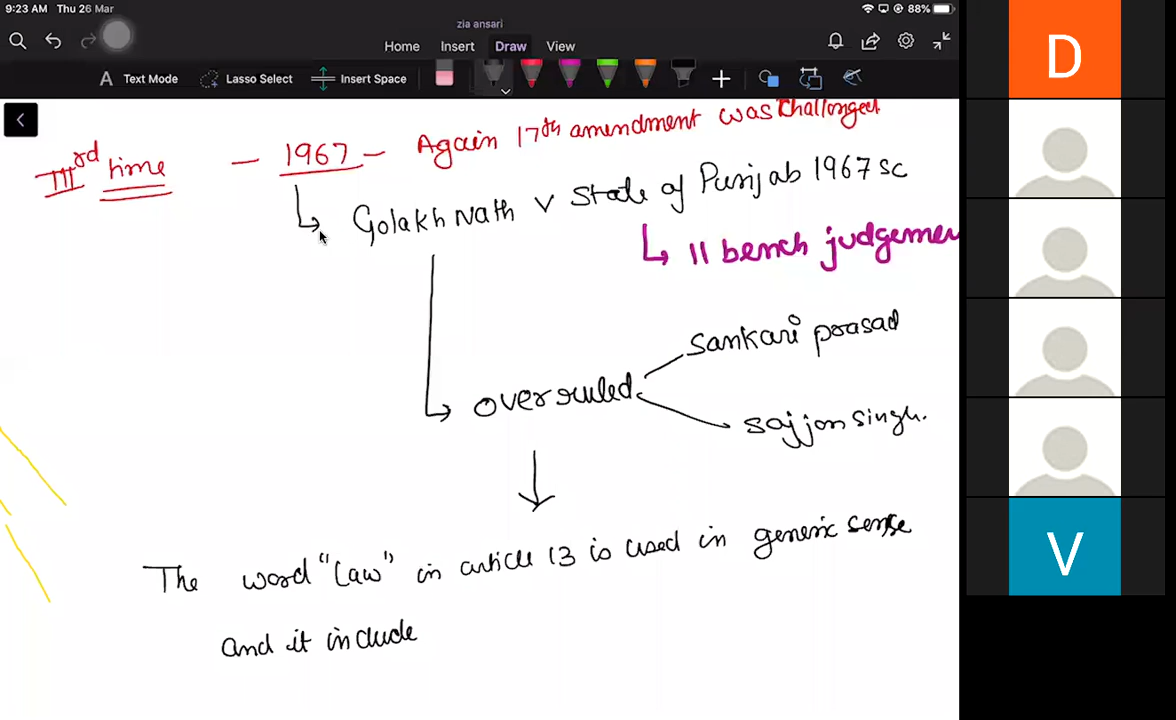 9:23 AM Thu 26 Mar
88%
zia ansari
Home Insert Draw View
Text Mode Lasso Select Insert Space
IIIrd time - 1967 - Again 17th amendment was challenged
Golakh Nath v State of Punjab 1967 SC
11 bench judgemen
overruled
Sankari prasad
Sajjan singh.
The word "Law" in article 13 is used in generic sense
and it include
D
V